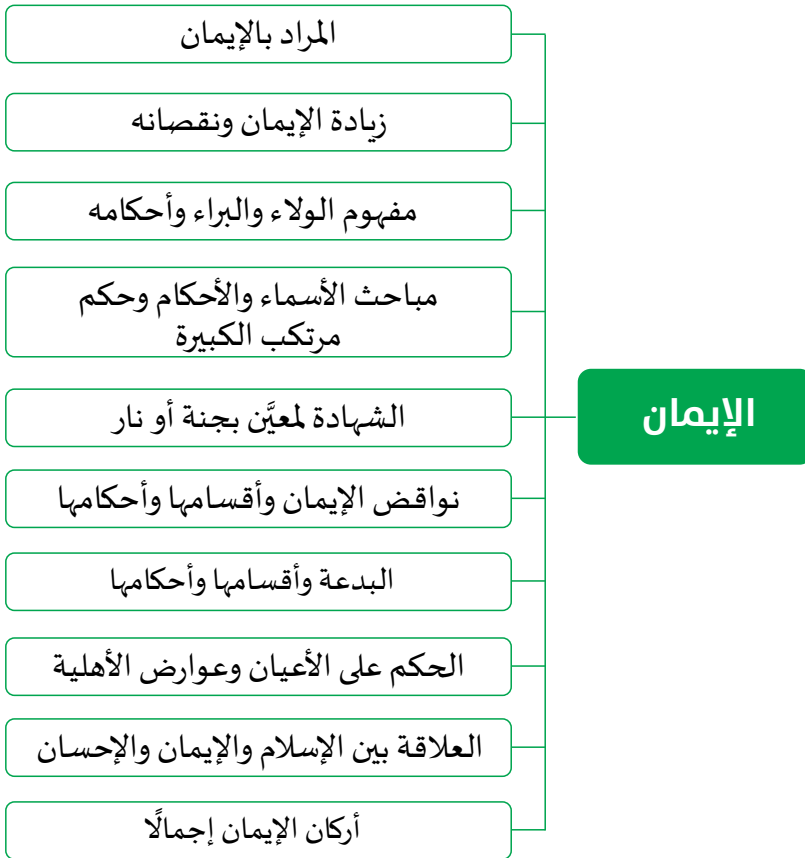 الإيمان
المراد بالإيمان
زيادة الإيمان ونقصانه
مفهوم الولاء والبراء وأحكامه
مباحث الأسماء والأحكام وحكم
مرتكب الكبيرة
الشهادة لمعيَّن بجنة أو نار
نواقض الإيمان وأقسامها وأحكامها
البدعة وأقسامها وأحكامها
الحكم على الأعيان وعوارض الأهلية
العلاقة بين الإسلام والإيمان والإحسان
أركان الإيمان إجمالًا